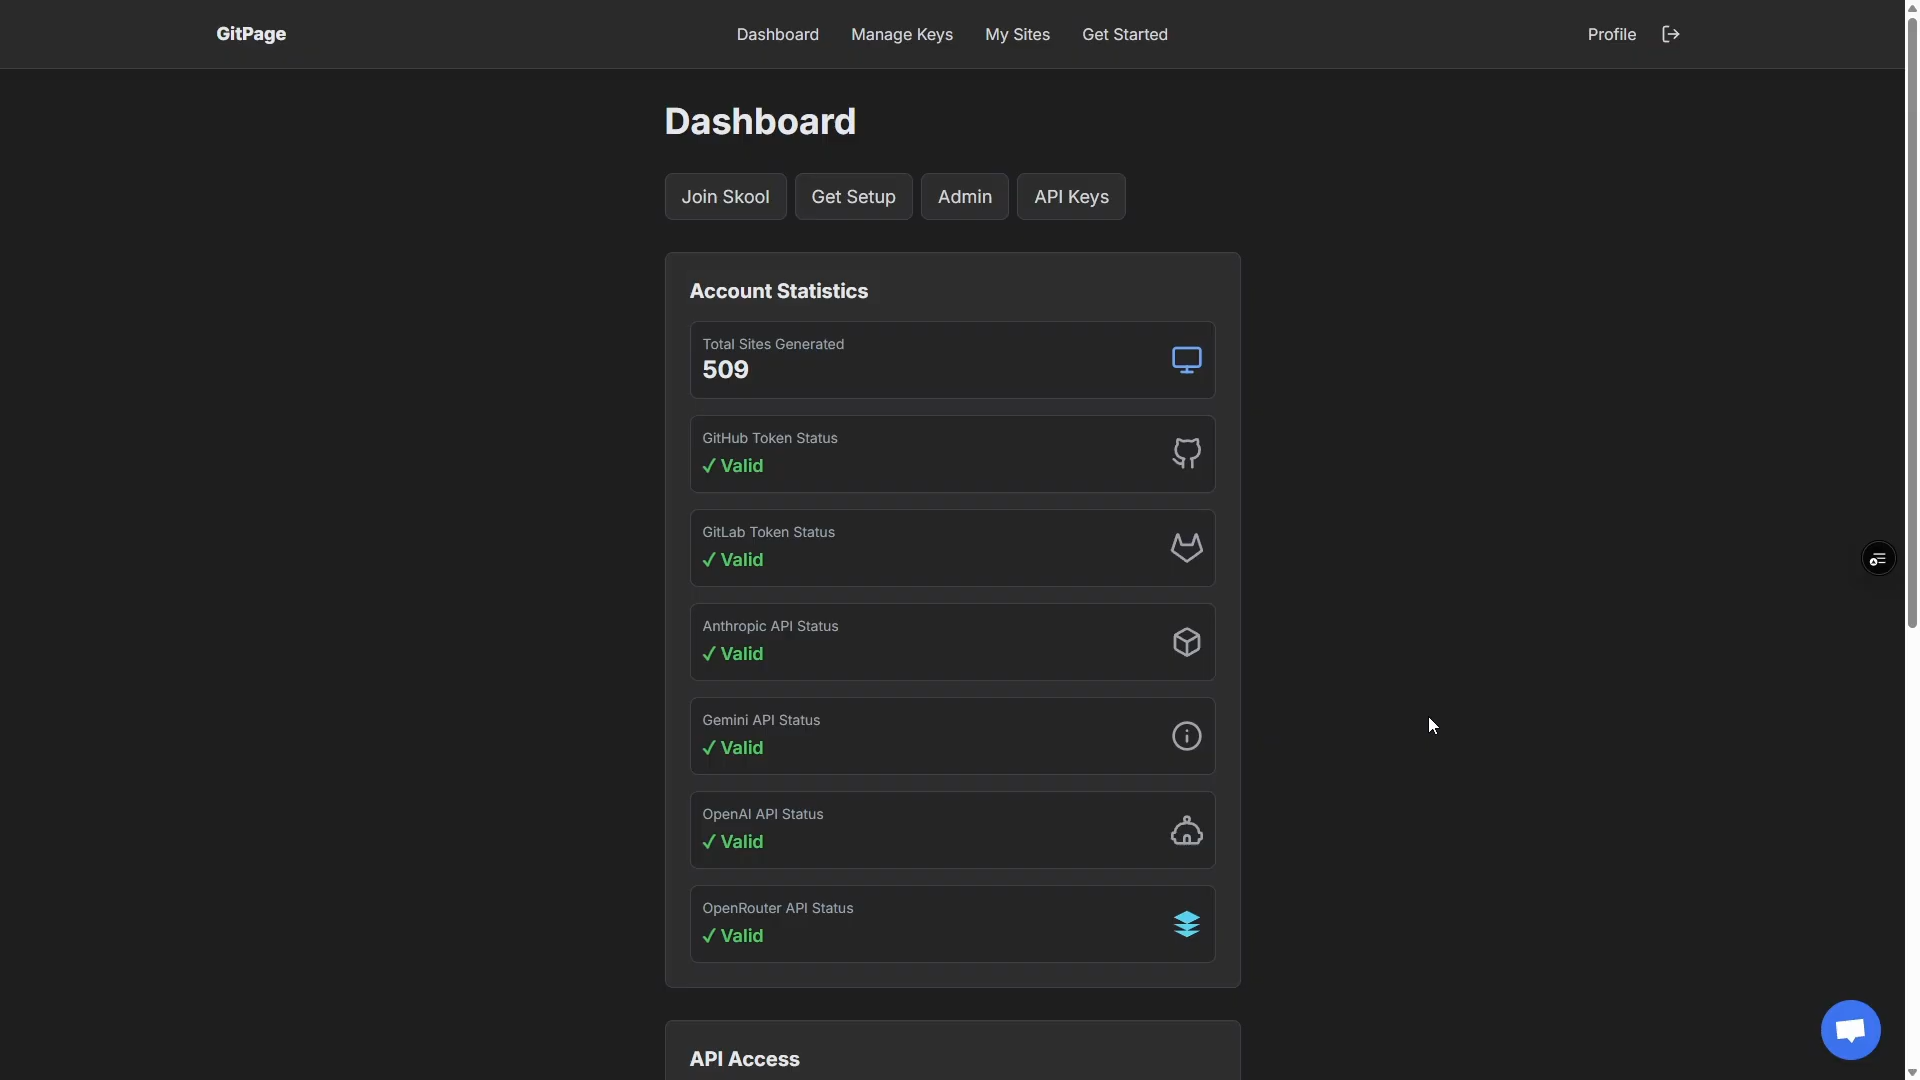 GitPage
Dashboard
Manage Keys
My Sites
Get Started
Profile
Dashboard
Join Skool
Get Setup
Admin
API Keys
Account Statistics
Total Sites Generated
509
GitHub Token Status
✓ Valid
GitLab Token Status
✓ Valid
Anthropic API Status
✓ Valid
Gemini API Status
✓ Valid
OpenAI API Status
✓ Valid
OpenRouter API Status
✓ Valid
API Access